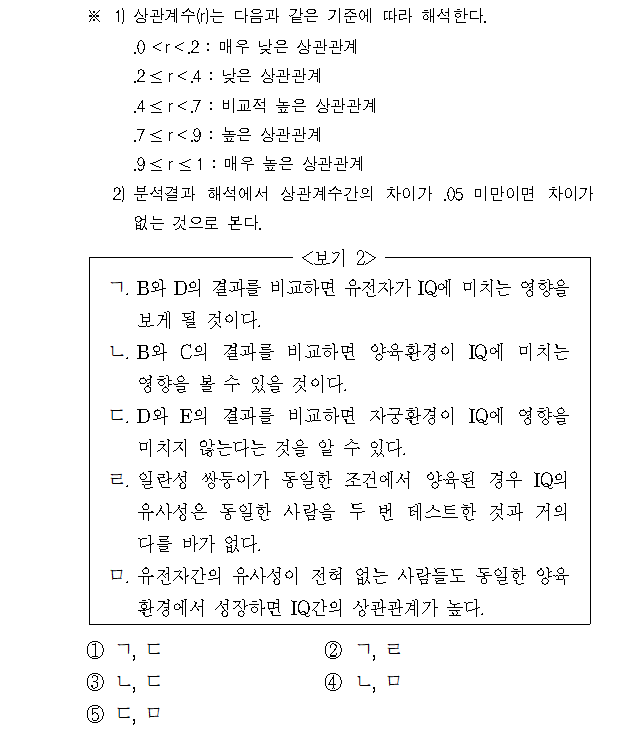 ※ 1) 상관계수(r)는 다음과 같은 기준에 따라 해석한다.
.0 < r < .2 : 매우 낮은 상관관계
.2 ≤ r < .4 : 낮은 상관관계
.4 ≤ r < .7 : 비교적 높은 상관관계
.7 ≤ r < .9 : 높은 상관관계
.9 ≤ r ≤ 1 : 매우 높은 상관관계
2) 분석결과 해석에서 상관계수간의 차이가 .05 미만이면 차이가
없는 것으로 본다.
<보기 2>
ㄱ. B와 D의 결과를 비교하면 유전자가 IQ에 미치는 영향을
보게 될 것이다.
ㄴ. B와 C의 결과를 비교하면 양육환경이 IQ에 미치는
영향을 볼 수 있을 것이다.
ㄷ. D와 E의 결과를 비교하면 자궁환경이 IQ에 영향을
미치지 않는다는 것을 알 수 있다.
ㄹ. 일란성 쌍둥이가 동일한 조건에서 양육된 경우 IQ의
유사성은 동일한 사람을 두 번 테스트한 것과 거의
다를 바가 없다.
ㅁ. 유전자간의 유사성이 전혀 없는 사람들도 동일한 양육
환경에서 성장하면 IQ간의 상관관계가 높다.
① ㄱ, ㄷ ② ㄱ, ㄹ
③ ㄴ, ㄷ ④ ㄴ, ㅁ
⑤ ㄷ, ㅁ